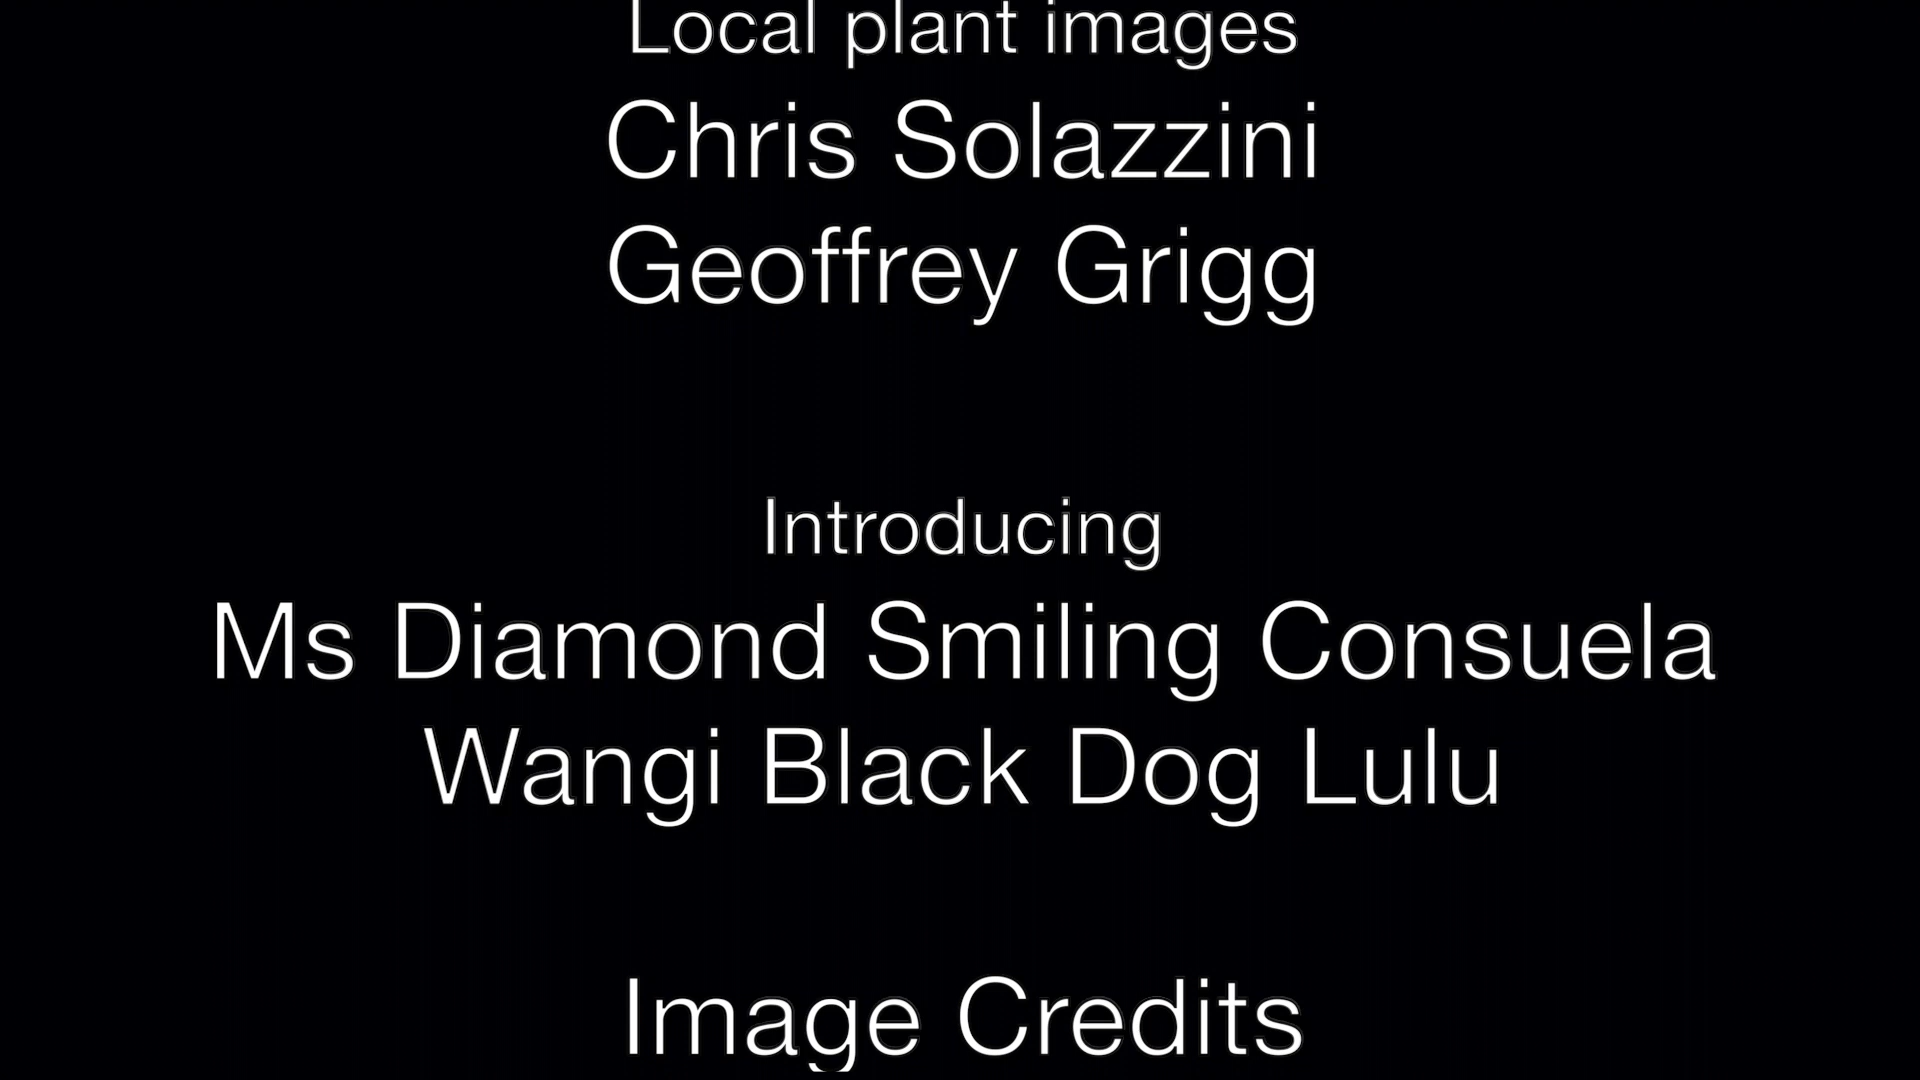 Local plant images
Chris Solazzini
Geoffrey Grigg
Introducing
Ms Diamond Smiling Consuela
Wangi Black Dog Lulu
Image Credits